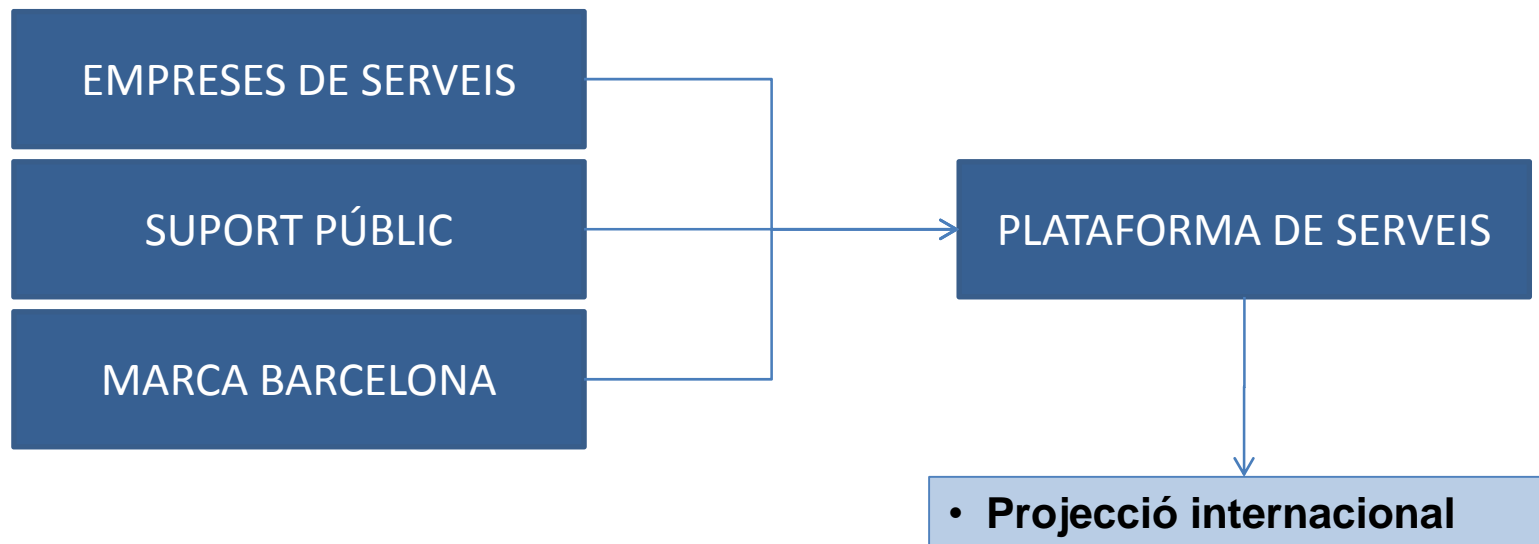 EMPRESES DE SERVEIS
SUPORT PÚBLIC
PLATAFORMA DE SERVEIS
MARCA BARCELONA
• Projecció internacional